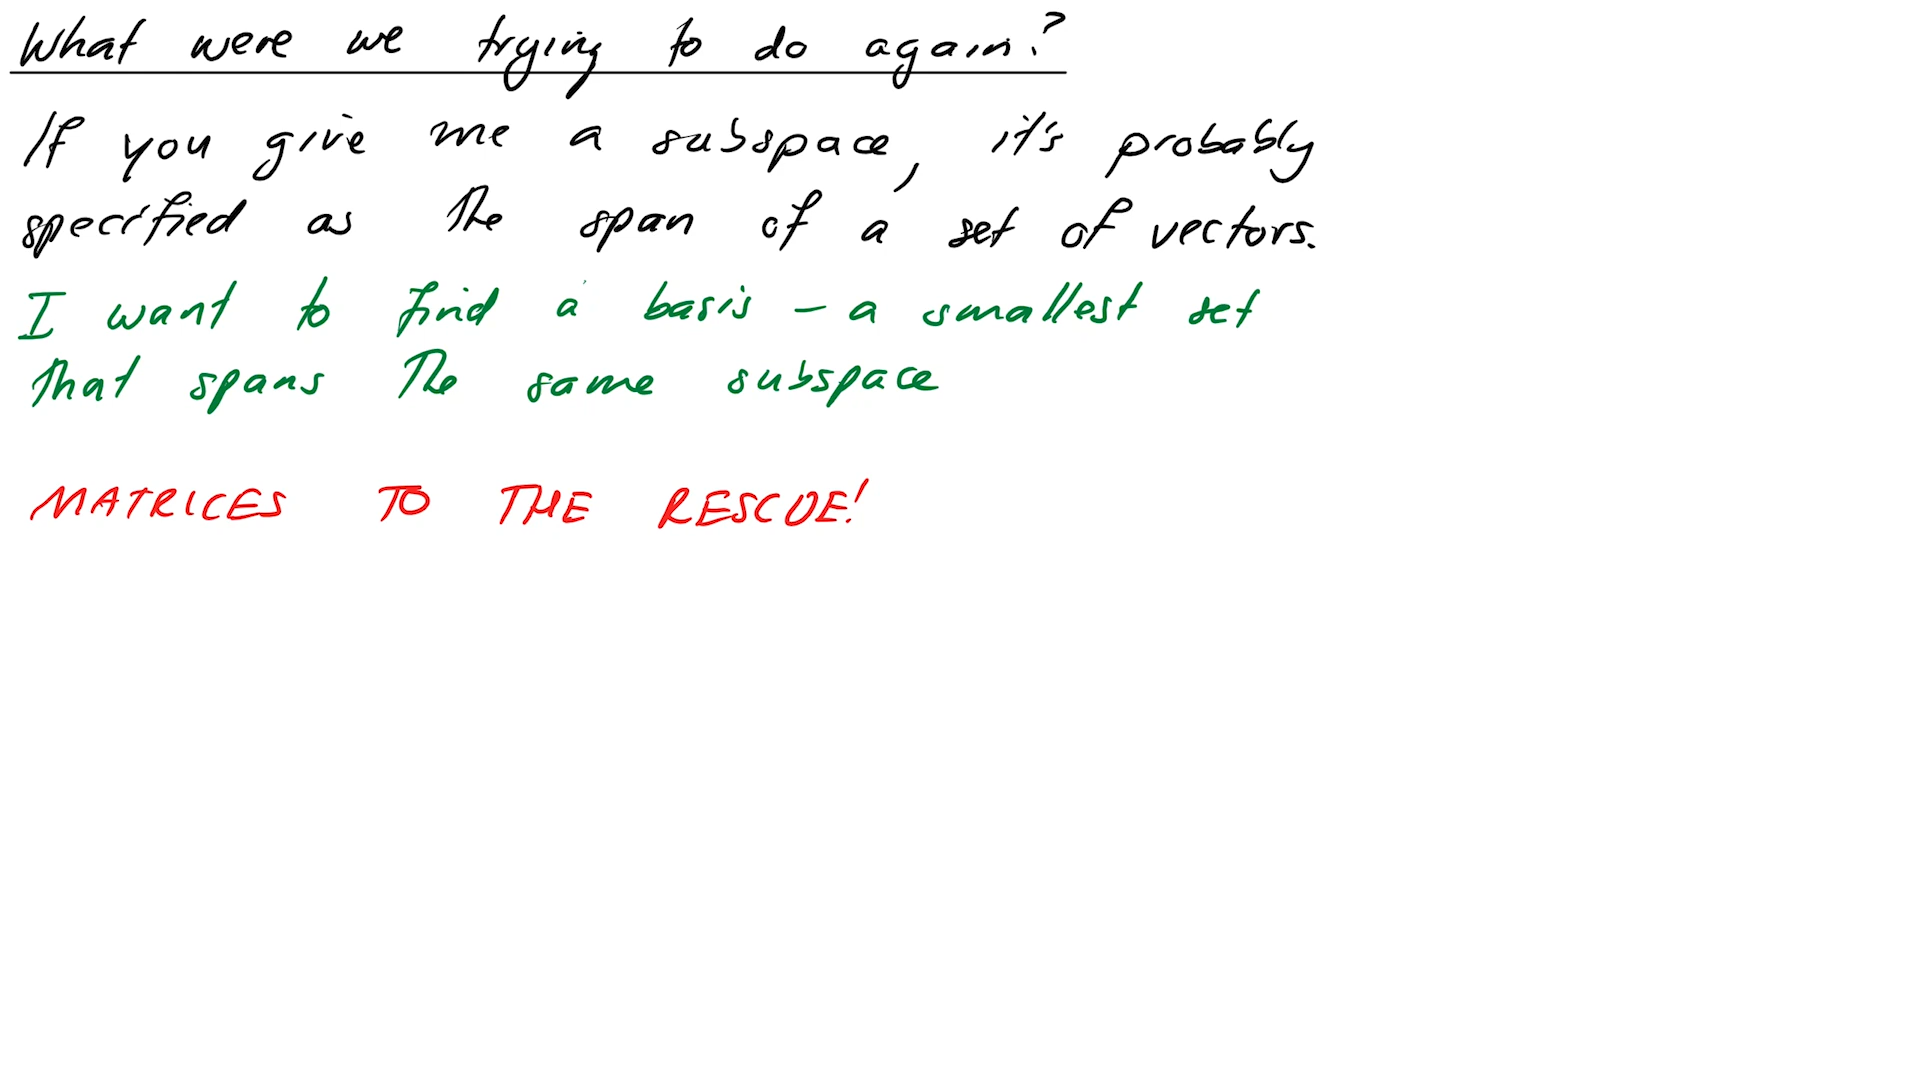 What were we trying to do again?
If you give me a subspace, it's probably
specified as the span of a set of vectors.
I want to find a basis – a smallest set
that spans the same subspace
MATRICES TO THE RESCUE!